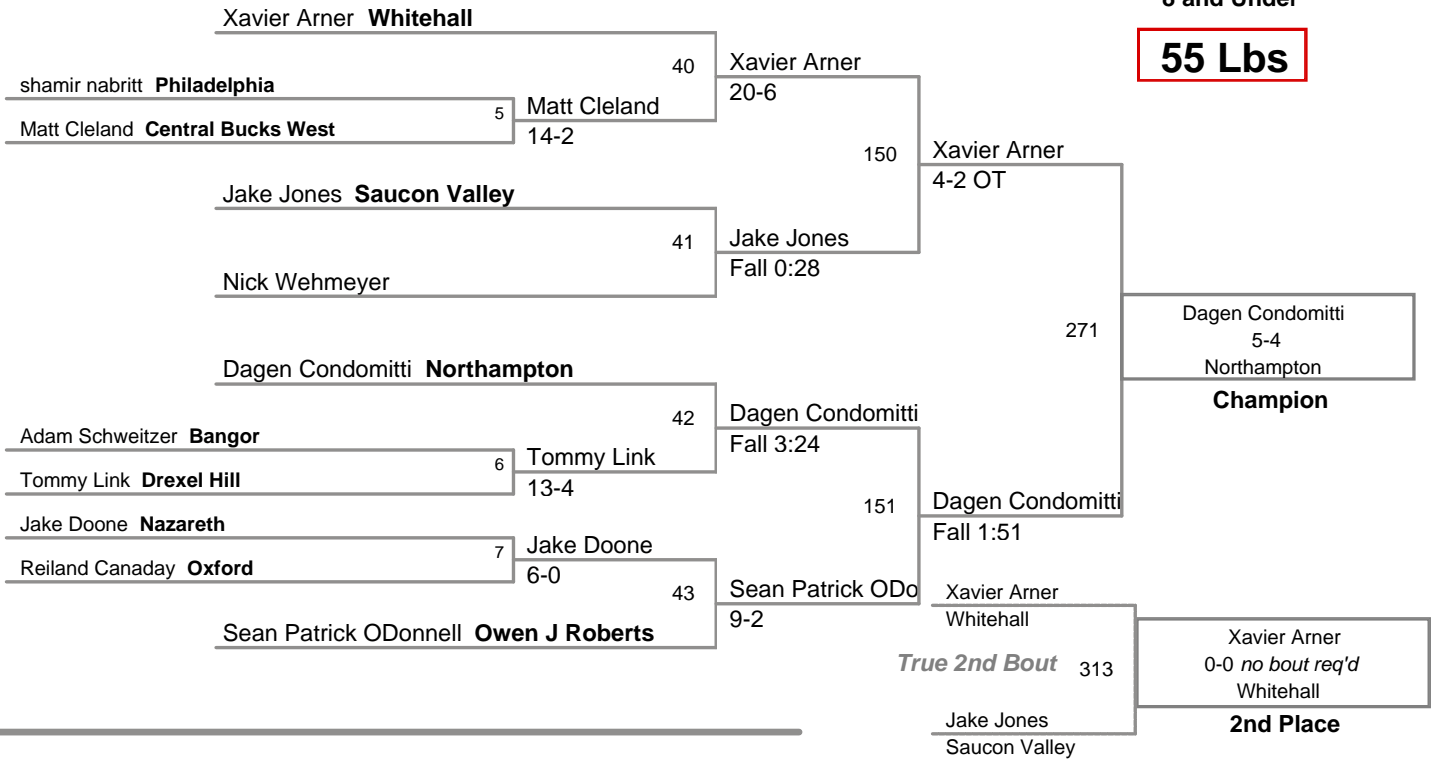 8 and Under
55 Lbs
Xavier Arner Whitehall
40
Xavier Arner
20-6
shamir nabritt Philadelphia
5
Matt Cleland
14-2
Matt Cleland Central Bucks West
150
Xavier Arner
4-2 OT
Jake Jones Saucon Valley
41
Jake Jones
Fall 0:28
Nick Wehmeyer
271
Dagen Condomitti
5-4
Northampton
Champion
Dagen Condomitti Northampton
42
Dagen Condomitti
Fall 3:24
Adam Schweitzer Bangor
6
Tommy Link
13-4
Tommy Link Drexel Hill
151
Dagen Condomitti
Fall 1:51
Jake Doone Nazareth
7
Jake Doone
6-0
Reiland Canaday Oxford
43
Sean Patrick ODo
9-2
Sean Patrick ODonnell Owen J Roberts
Xavier Arner
Whitehall
True 2nd Bout 313
Xavier Arner
0-0 no bout req'd
Whitehall
2nd Place
Jake Jones
Saucon Valley